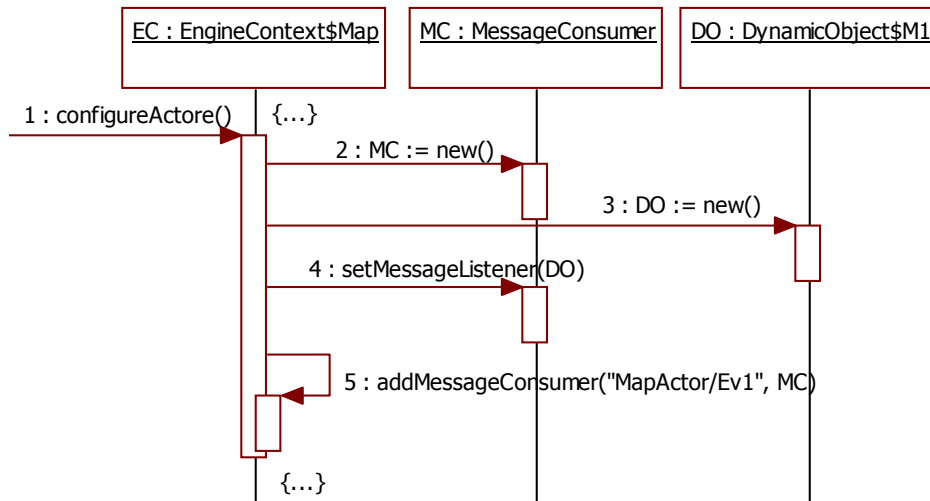 EC : EngineContext$Map
MC : MessageConsumer
DO : DynamicObject$M1
1 : configureActore()
{...}
2 : MC := new()
3 : DO := new()
4 : setMessageListener(DO)
5 : addMessageConsumer("MapActor/Ev1", MC)
{...}